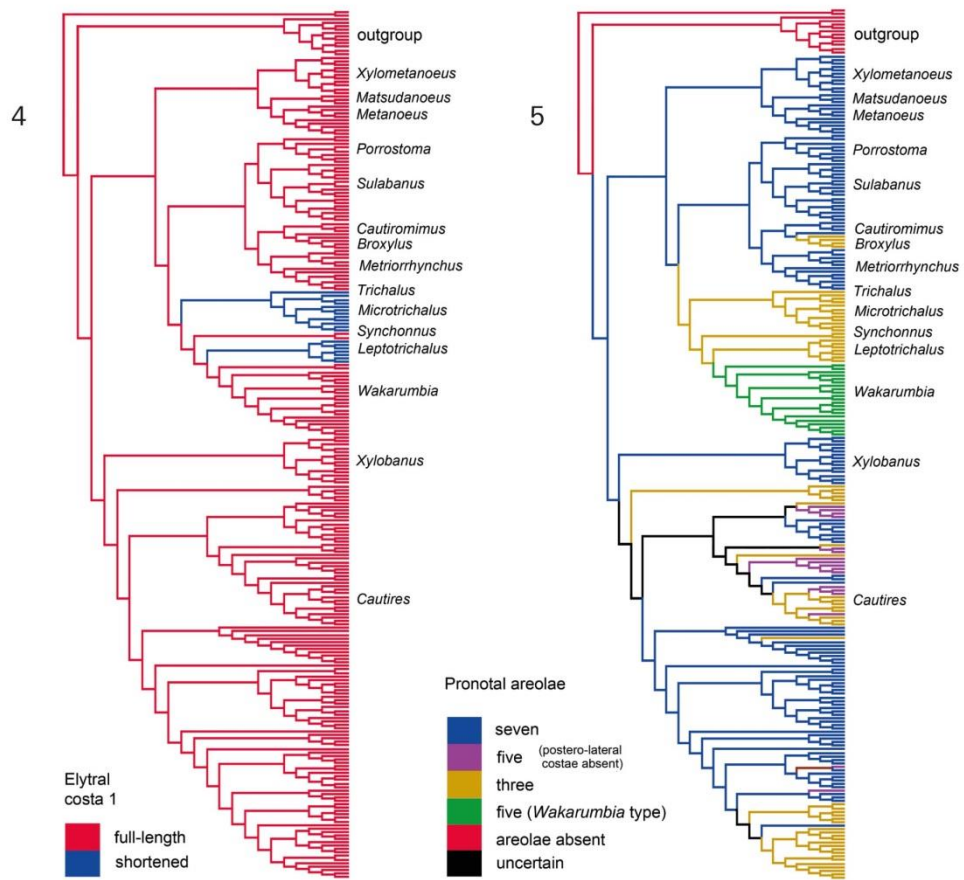 4
outgroup
Xylometanoeus
Matsudanoeus
Metanoeus
Porrostoma
Sulabanus
Cautiromimus
Broxylus
Metriorrhynchus
Trichalus
Microtrichalus
Synchonnus
Leptotrichalus
Wakarumbia
Xylobanus
Cautires
Elytral
costa 1
full-length
shortened
5
outgroup
Xylometanoeus
Matsudanoeus
Metanoeus
Porrostoma
Sulabanus
Cautiromimus
Broxylus
Metriorrhynchus
Trichalus
Microtrichalus
Synchonnus
Leptotrichalus
Wakarumbia
Xylobanus
Cautires
Pronotal areolae
seven
five (postero-lateral
costae absent)
three
five (Wakarumbia type)
areolae absent
uncertain